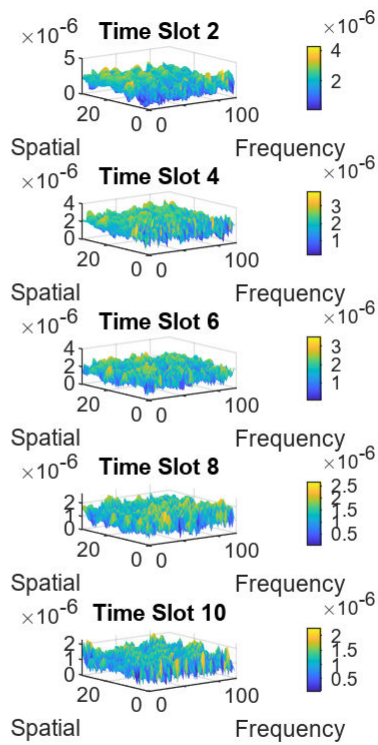 ×10⁻⁶ Time Slot 2 ×10⁻⁶
5 4
0 2
20 0 0 100
Spatial Frequency
×10⁻⁶ Time Slot 4 ×10⁻⁶
4 3
2 2
0 1
20 0 0 100
Spatial Frequency
×10⁻⁶ Time Slot 6 ×10⁻⁶
4 3
2 2
0 1
20 0 0 100
Spatial Frequency
×10⁻⁶ Time Slot 8 ×10⁻⁶
2 2.5
1 2
0 1.5
1
0.5
20 0 0 100
Spatial Frequency
×10⁻⁶ Time Slot 10 ×10⁻⁶
2 2
1 1.5
0 1
0.5
20 0 0 100
Spatial Frequency